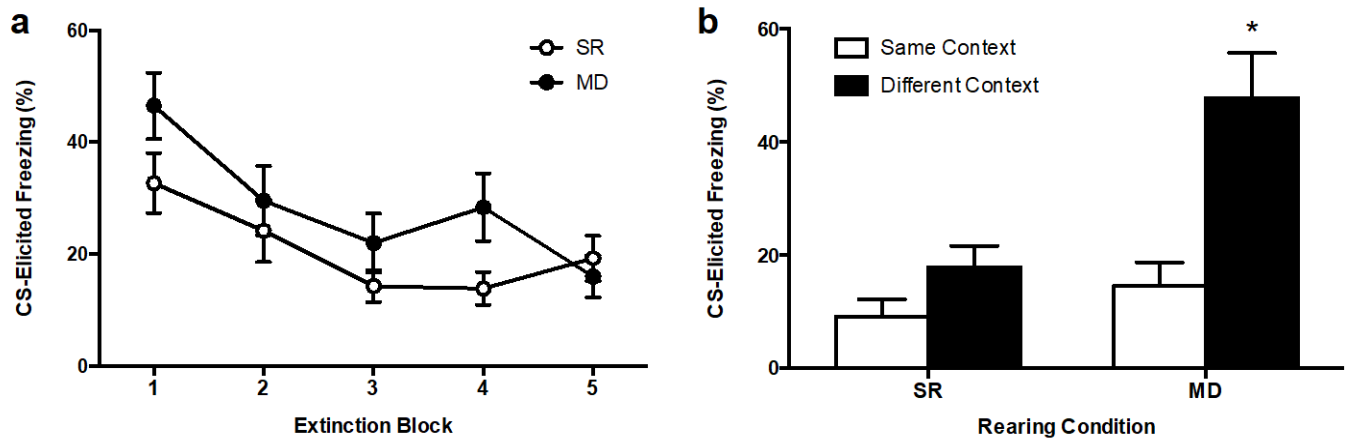 a
60
40
20
0
CS-Elicited Freezing (%)
SR
MD
1 2 3 4 5
Extinction Block
b
60
40
20
0
CS-Elicited Freezing (%)
Same Context
Different Context
*
SR MD
Rearing Condition